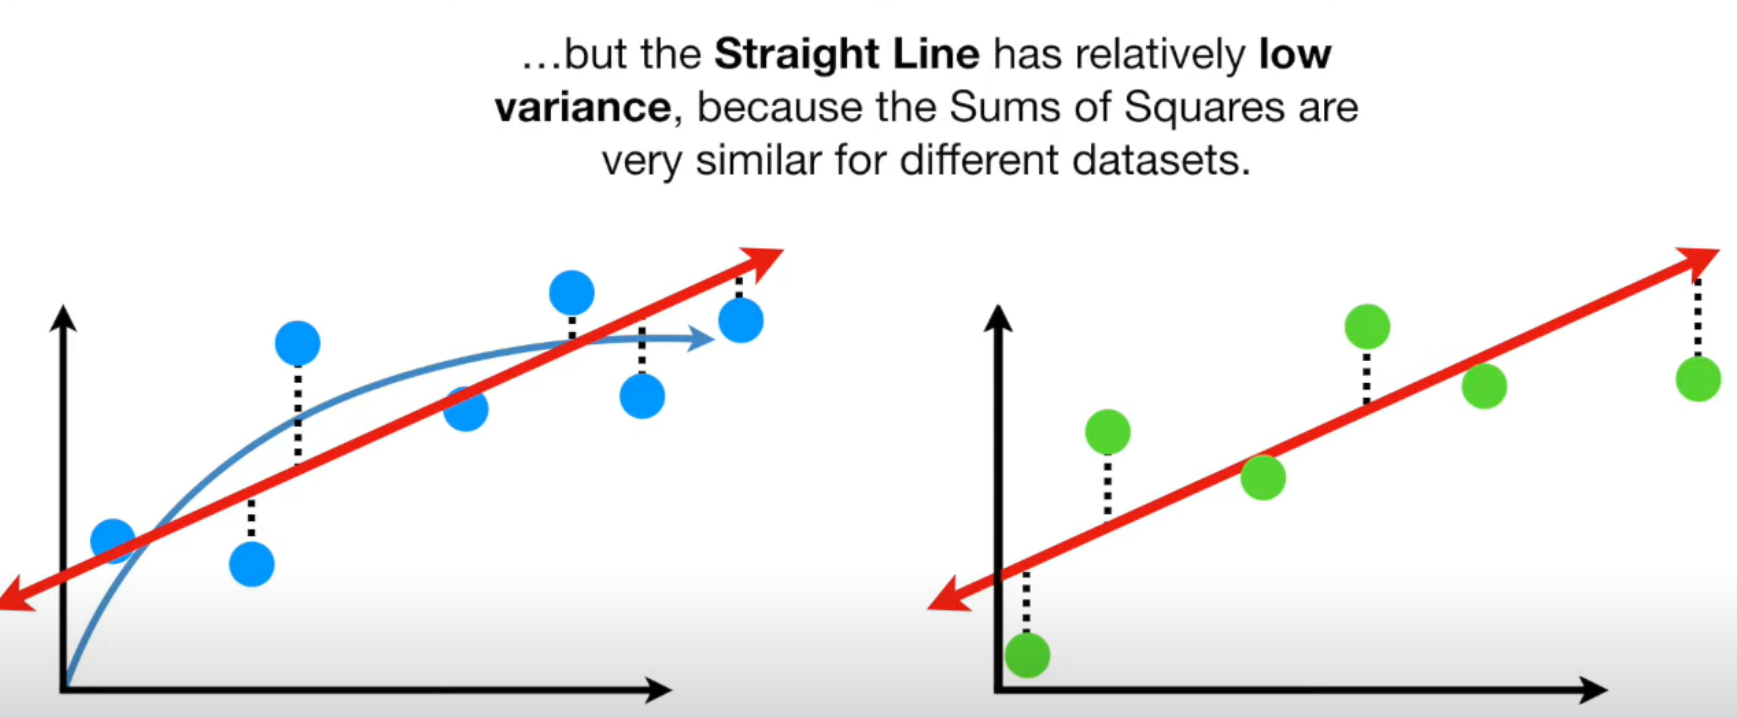 ...but the Straight Line has relatively low
variance, because the Sums of Squares are
very similar for different datasets.